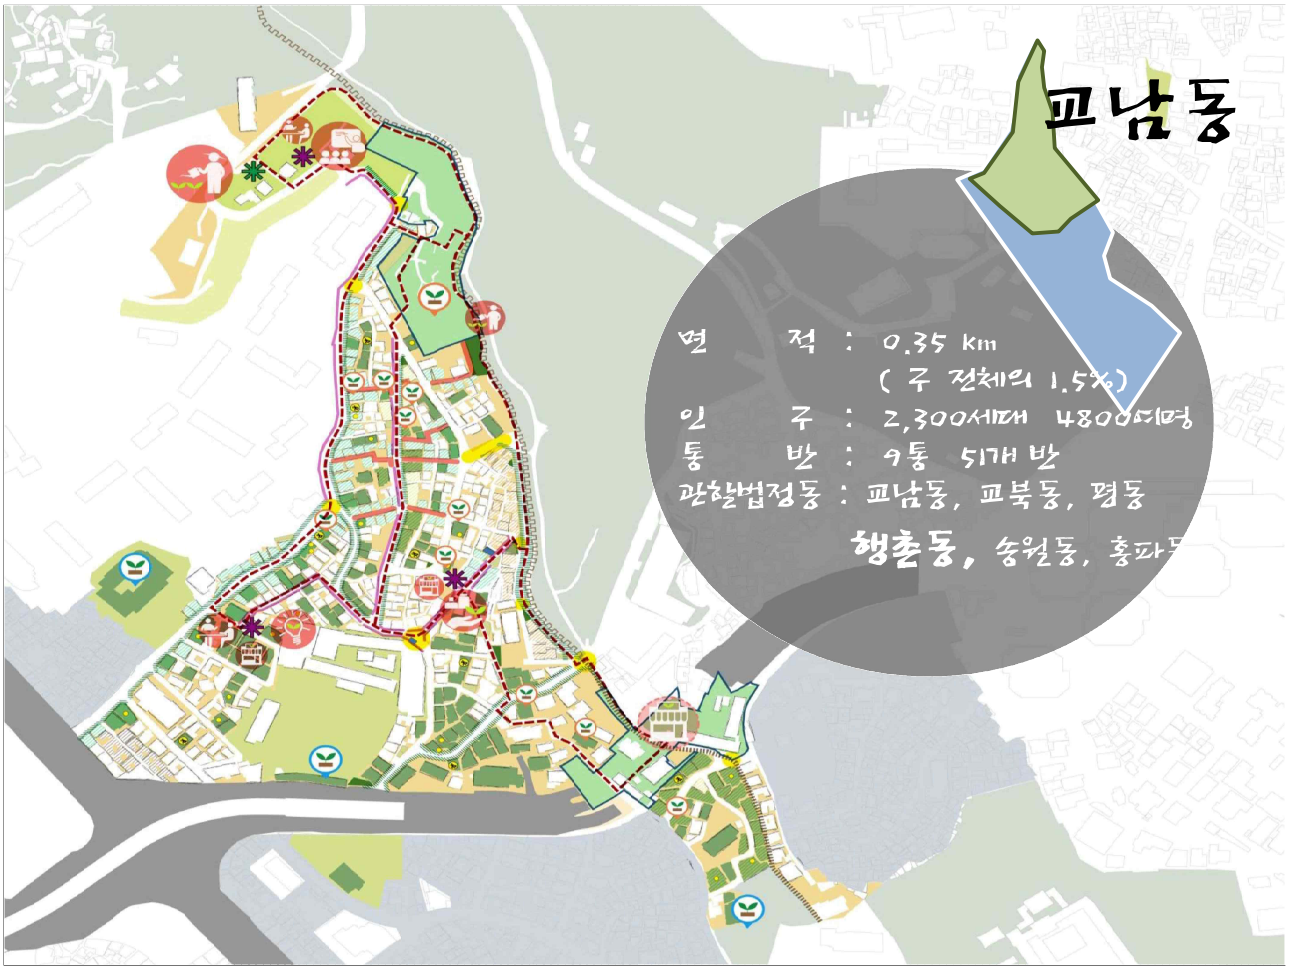 교남동
면 적 : 0.35 km
( 구 전체의 1.5%)
인 구 : 2,300세대 4800여명
통 반 : 9통 51개 반
관할법정동 : 교남동, 교북동, 평동
행촌동, 송월동, 홍파동